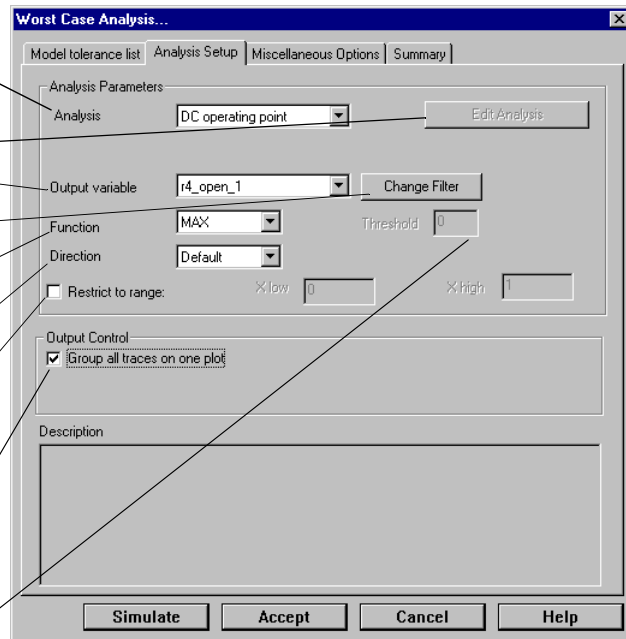 Worst Case Analysis...
Model tolerance list Analysis Setup Miscellaneous Options Summary
Analysis Parameters
Analysis DC operating point Edit Analysis
Output variable r4_open_1 Change Filter
Function MAX Threshold 0
Direction Default
Restrict to range: X low 0 X high 1
Output Control
Group all traces on one plot
Description
Simulate Accept Cancel Help